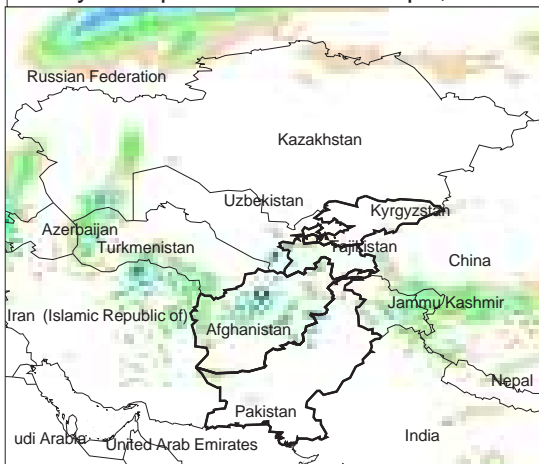 Russian Federation
Kazakhstan
Uzbekistan
Kyrgyzstan
Azerbaijan
Turkmenistan
Tajikistan
China
Iran (Islamic Republic of)
Jammu Kashmir
Afghanistan
Nepal
Pakistan
udi Arabia
United Arab Emirates
India